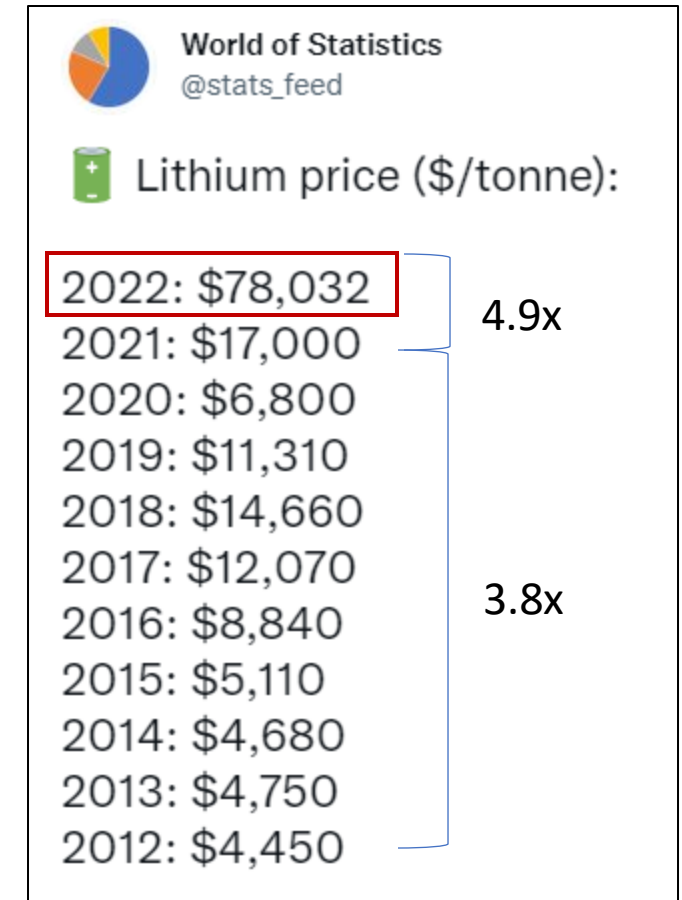 World of Statistics
@stats_feed
Lithium price ($/tonne):
2022: $78,032
4.9x
2021: $17,000
2020: $6,800
2019: $11,310
2018: $14,660
2017: $12,070
3.8x
2016: $8,840
2015: $5,110
2014: $4,680
2013: $4,750
2012: $4,450